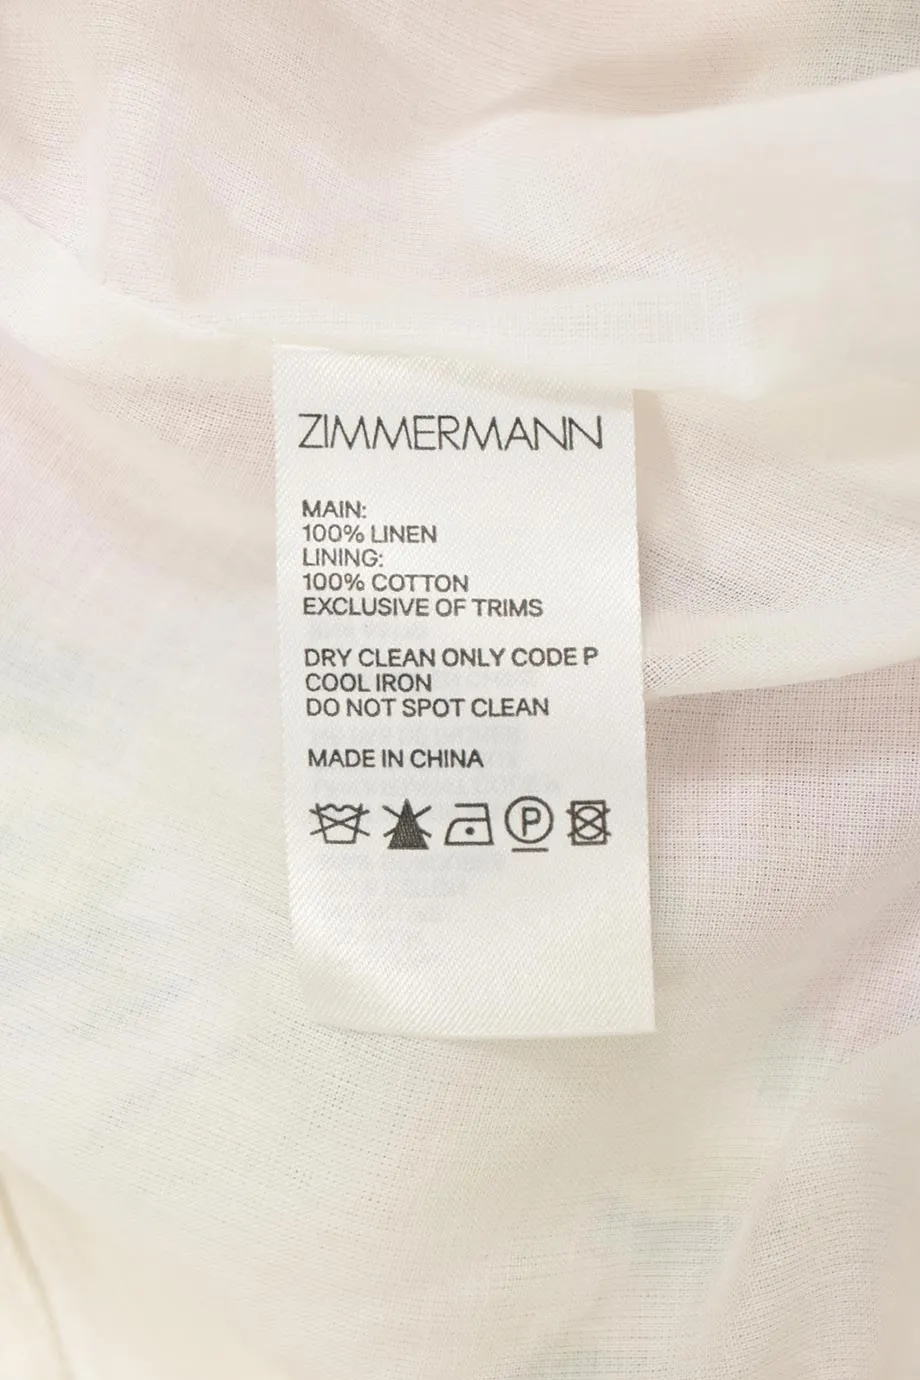 ZIMMERMANN
MAIN:
100% LINEN
LINING:
100% COTTON
EXCLUSIVE OF TRIMS
DRY CLEAN ONLY CODE P
COOL IRON
DO NOT SPOT CLEAN
MADE IN CHINA
P